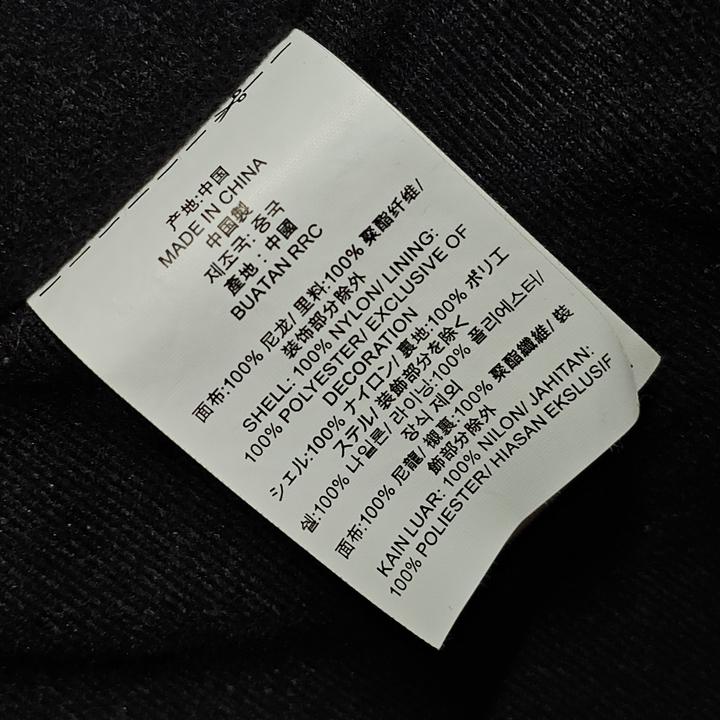 产地:中国
MADE IN CHINA
中国製
제조국: 중국
產地：中國
BUATAN RRC
面布:100% 尼龙/ 里料:100% 聚酯纤维/
装饰部分除外
SHELL: 100% NYLON/ LINING:
100% POLYESTER/ EXCLUSIVE OF
DECORATION
シェル:100% ナイロン/ 裏地:100% ポリエ
ステル/ 装飾部分を除く
쉘:100% 나일론/ 라이닝:100% 폴리에스타/
장식 제외
面布:100% 尼龍/ 襯裏:100% 聚酯纖維/ 裝
飾部分除外
KAIN LUAR: 100% NILON/ JAHITAN:
100% POLIESTER/ HIASAN EKSLUSIF